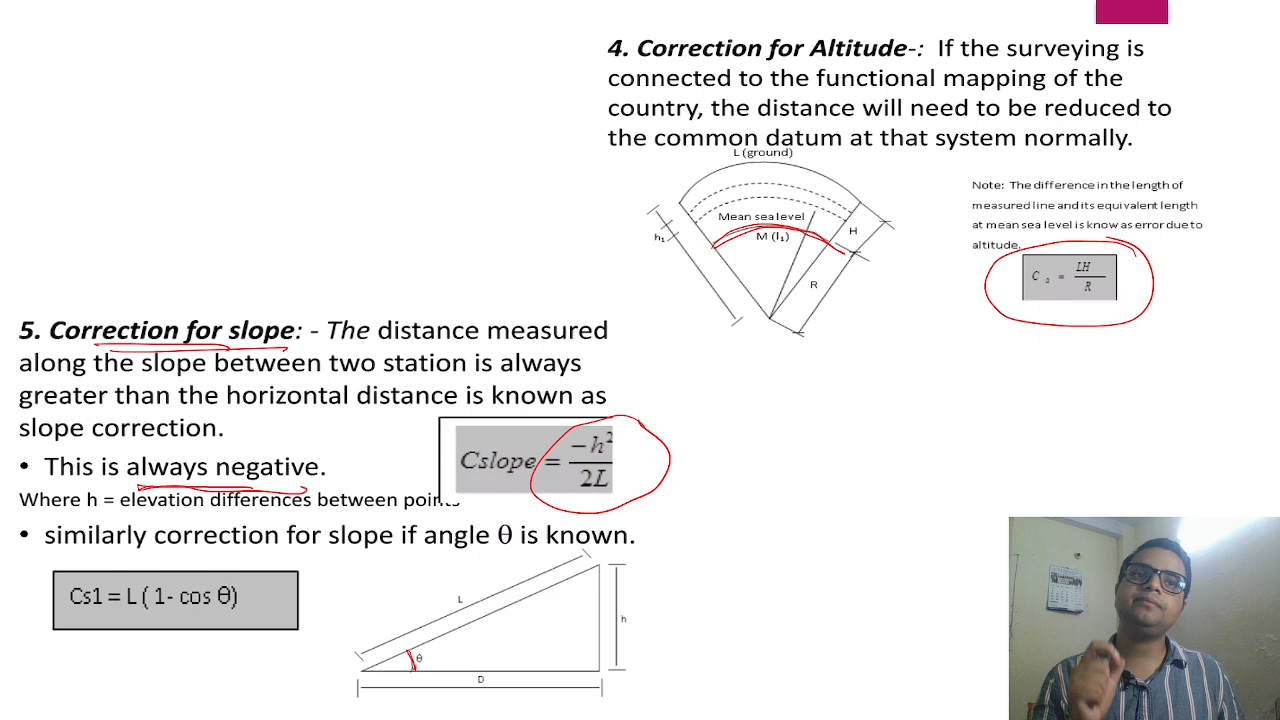 4. Correction for Altitude-: If the surveying is
connected to the functional mapping of the
country, the distance will need to be reduced to
the common datum at that system normally.
L (ground)
Mean sea level
M (l₁)
h₁
H
R
Note: The difference in the length of
measured line and its equivalent length
at mean sea level is know as error due to
altitude.
C a = LH
R
5. Correction for slope: - The distance measured
along the slope between two station is always
greater than the horizontal distance is known as
slope correction.
Cslope = −h²
2L
• This is always negative.
Where h = elevation differences between points
• similarly correction for slope if angle θ is known.
Cs1 = L ( 1- cos θ)
L
h
θ
D